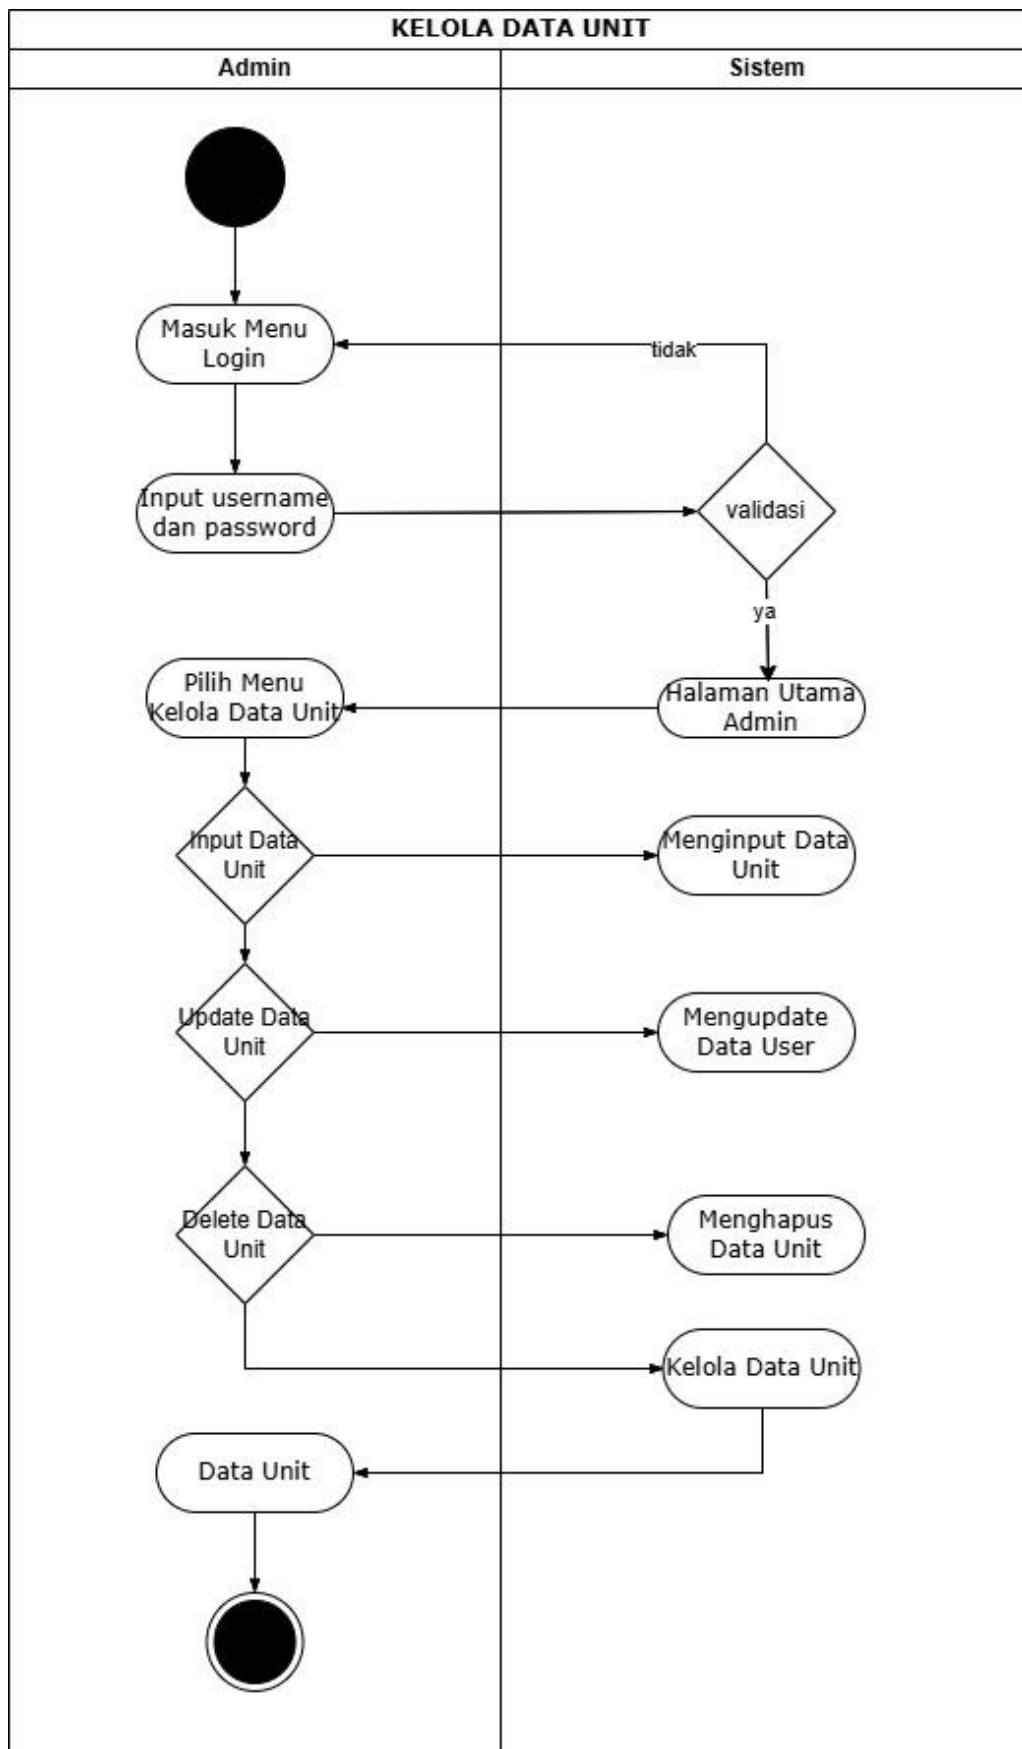 KELOLA DATA UNIT
Admin
Sistem
Masuk Menu
Login
tidak
Input username
dan password
validasi
ya
Pilih Menu
Kelola Data Unit
Halaman Utama
Admin
Input Data
Unit
Menginput Data
Unit
Update Data
Unit
Mengupdate
Data User
Delete Data
Unit
Menghapus
Data Unit
Kelola Data Unit
Data Unit